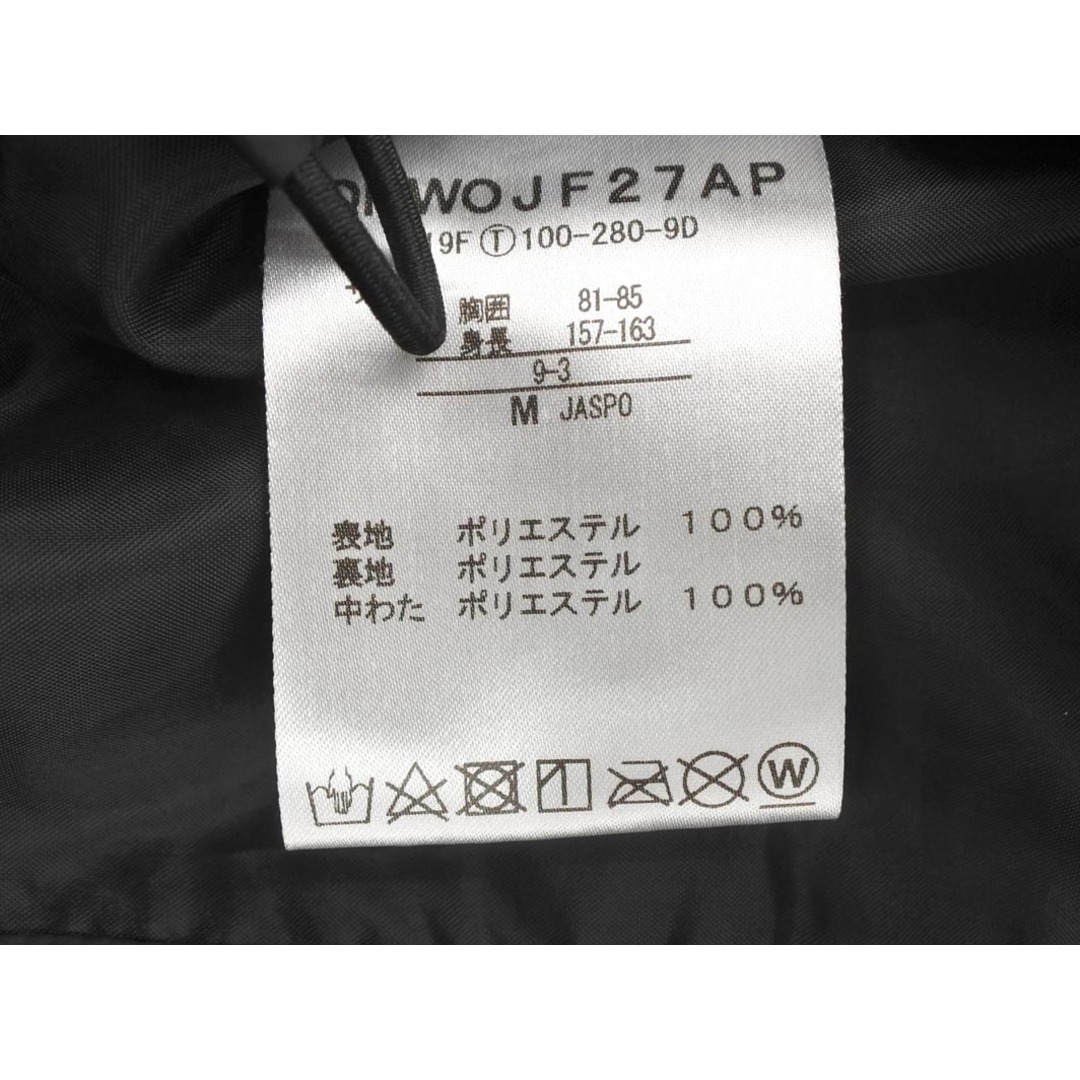 WOJF27AP
19F Ⓣ100-280-9D
胸囲 81-85
身長 157-163
9-3
M JASPO
表地 ポリエステル 100%
裏地 ポリエステル
中わた ポリエステル 100%
W